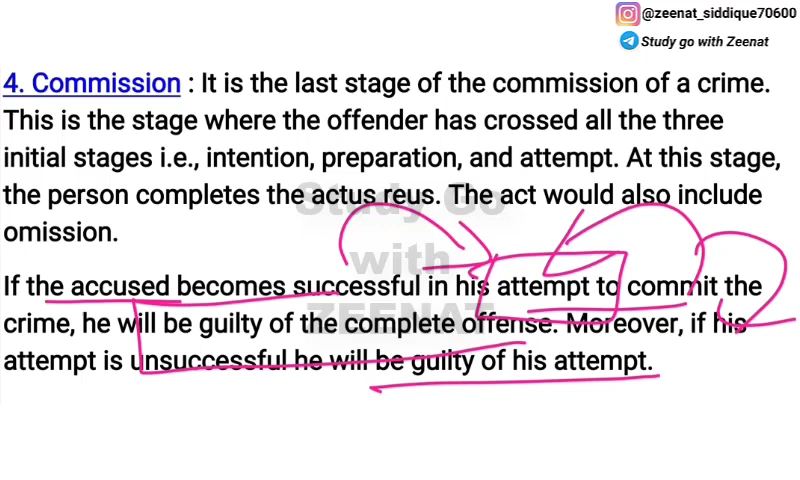 @zeenat_siddique70600
Study go with Zeenat
4. Commission : It is the last stage of the commission of a crime.
This is the stage where the offender has crossed all the three
initial stages i.e., intention, preparation, and attempt. At this stage,
the person completes the actus reus. The act would also include
omission.
Study Go
with
ZEENAT
If the accused becomes successful in his attempt to commit the
crime, he will be guilty of the complete offense. Moreover, if his
attempt is unsuccessful he will be guilty of his attempt.